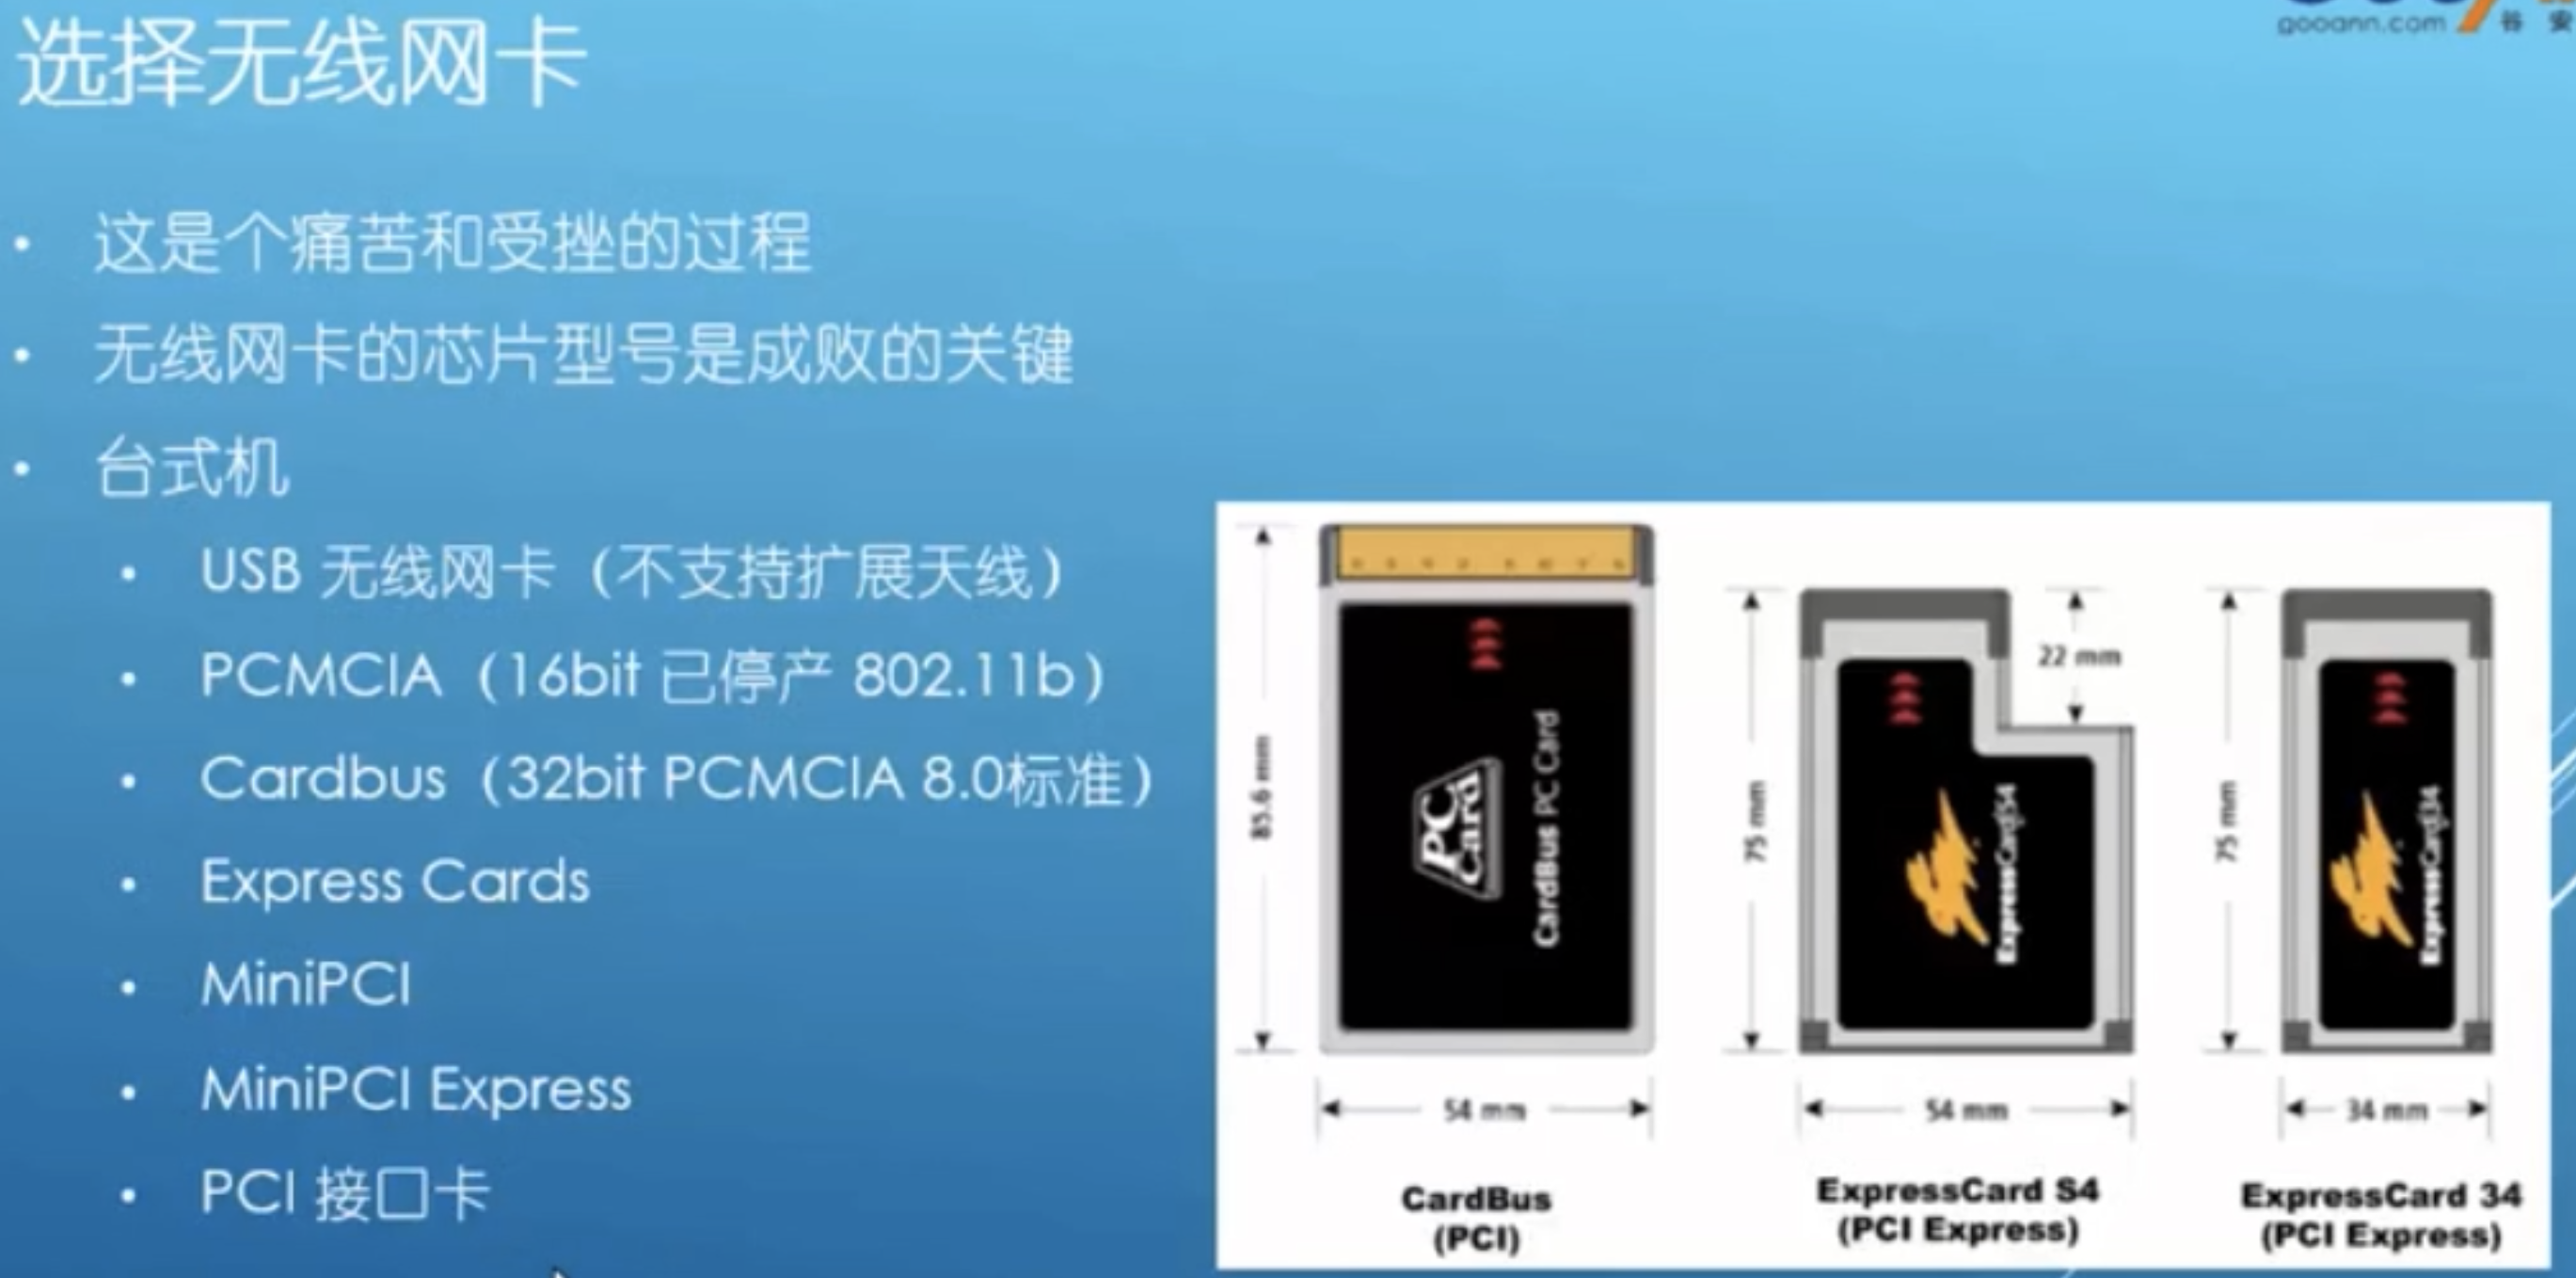 选择无线网卡
gooann.com 谷 安
这是个痛苦和受挫的过程
无线网卡的芯片型号是成败的关键
台式机
USB 无线网卡（不支持扩展天线）
PCMCIA（16bit 已停产 802.11b）
Cardbus（32bit PCMCIA 8.0标准）
Express Cards
MiniPCI
MiniPCI Express
PCI 接口卡
85.6 mm
PC Card
CardBus PC Card
54 mm
CardBus
(PCI)
75 mm
22 mm
ExpressCard|54
54 mm
ExpressCard 54
(PCI Express)
75 mm
ExpressCard|34
34 mm
ExpressCard 34
(PCI Express)